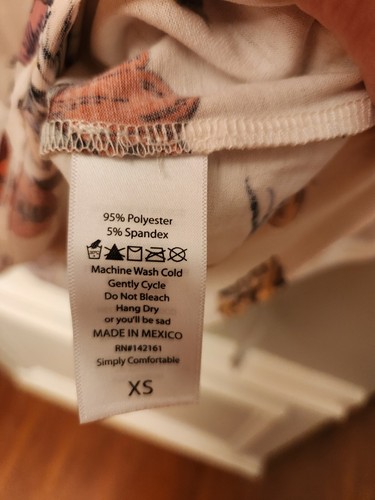 95% Polyester
5% Spandex
Machine Wash Cold
Gently Cycle
Do Not Bleach
Hang Dry
or you'll be sad
MADE IN MEXICO
RN#142161
Simply Comfortable
XS